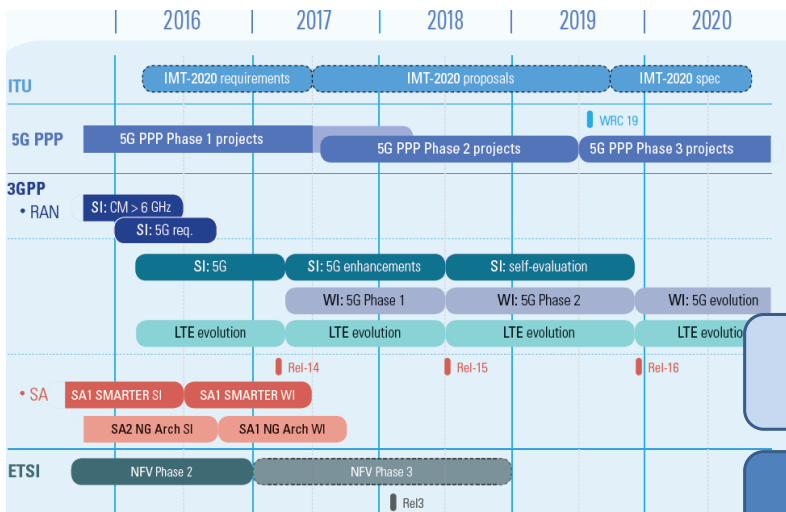 2016 2017 2018 2019 2020
ITU
IMT-2020 requirements IMT-2020 proposals IMT-2020 spec
WRC 19
5G PPP
5G PPP Phase 1 projects
5G PPP Phase 2 projects 5G PPP Phase 3 projects
3GPP
• RAN
SI: CM > 6 GHz
SI: 5G req.
SI: 5G SI: 5G enhancements SI: self-evaluation
WI: 5G Phase 1 WI: 5G Phase 2 WI: 5G evolution
LTE evolution LTE evolution LTE evolution LTE evolutio
Rel-14 Rel-15 Rel-16
• SA
SA1 SMARTER SI SA1 SMARTER WI
SA2 NG Arch SI SA1 NG Arch WI
ETSI
NFV Phase 2 NFV Phase 3
Rel3